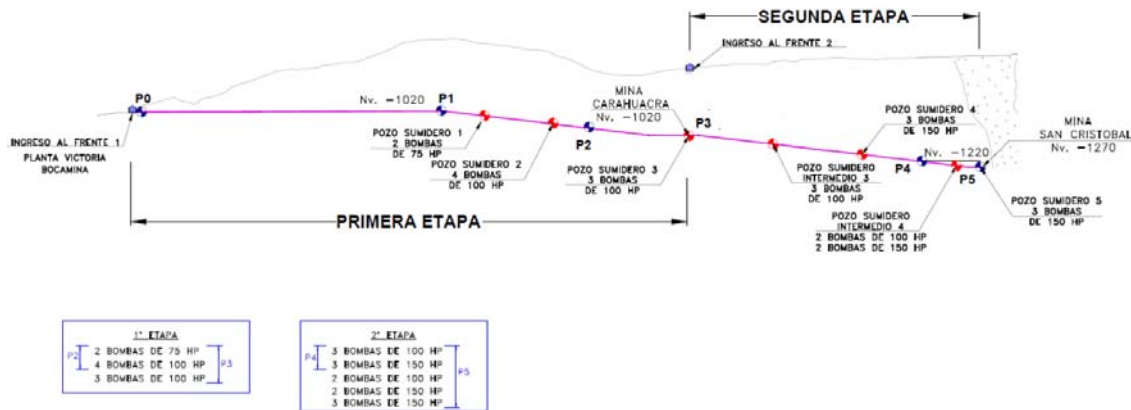 SEGUNDA ETAPA
INGRESO AL FRENTE 2
P0
Nv. -1020
P1
MINA
CARAHUACRA
Nv. -1020
P2
P3
POZO SUMIDERO 4
3 BOMBAS
DE 150 HP
MINA
SAN CRISTOBAL
Nv. -1270
INGRESO AL FRENTE 1
PLANTA VICTORIA
BOCAMINA
POZO SUMIDERO 1
2 BOMBAS
DE 75 HP
POZO SUMIDERO 2
4 BOMBAS
DE 100 HP
POZO SUMIDERO 3
3 BOMBAS
DE 100 HP
POZO SUMIDERO
INTERMEDIO 3
3 BOMBAS
DE 100 HP
Nv. -1220
P4
P5
POZO SUMIDERO
INTERMEDIO 4
2 BOMBAS DE 100 HP
2 BOMBAS DE 150 HP
POZO SUMIDERO 5
3 BOMBAS
DE 150 HP
PRIMERA ETAPA
1° ETAPA
P2
2 BOMBAS DE 75 HP
4 BOMBAS DE 100 HP
3 BOMBAS DE 100 HP
P3
2° ETAPA
P4
3 BOMBAS DE 100 HP
3 BOMBAS DE 150 HP
2 BOMBAS DE 100 HP
2 BOMBAS DE 150 HP
3 BOMBAS DE 150 HP
P5